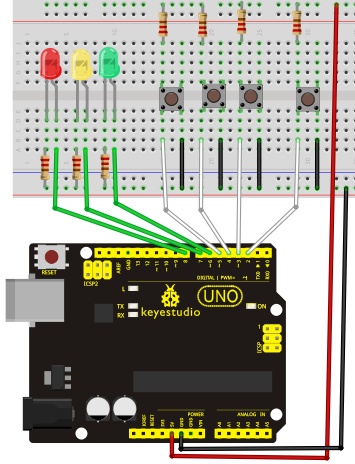 RESET
ICSP2
AREF
GND
13
12
~11
~10
~9
8
7
~6
~5
4
~3
2
TX0 ►1
RX0 ◄0
DIGITAL ( PWM~ )
L
TX
RX
keyestudio
UNO
ON
1
ICSP
POWER
ANALOG IN
IOREF
RESET
3V3
5V
GND
GND
VIN
A0
A1
A2
A3
A4
A5